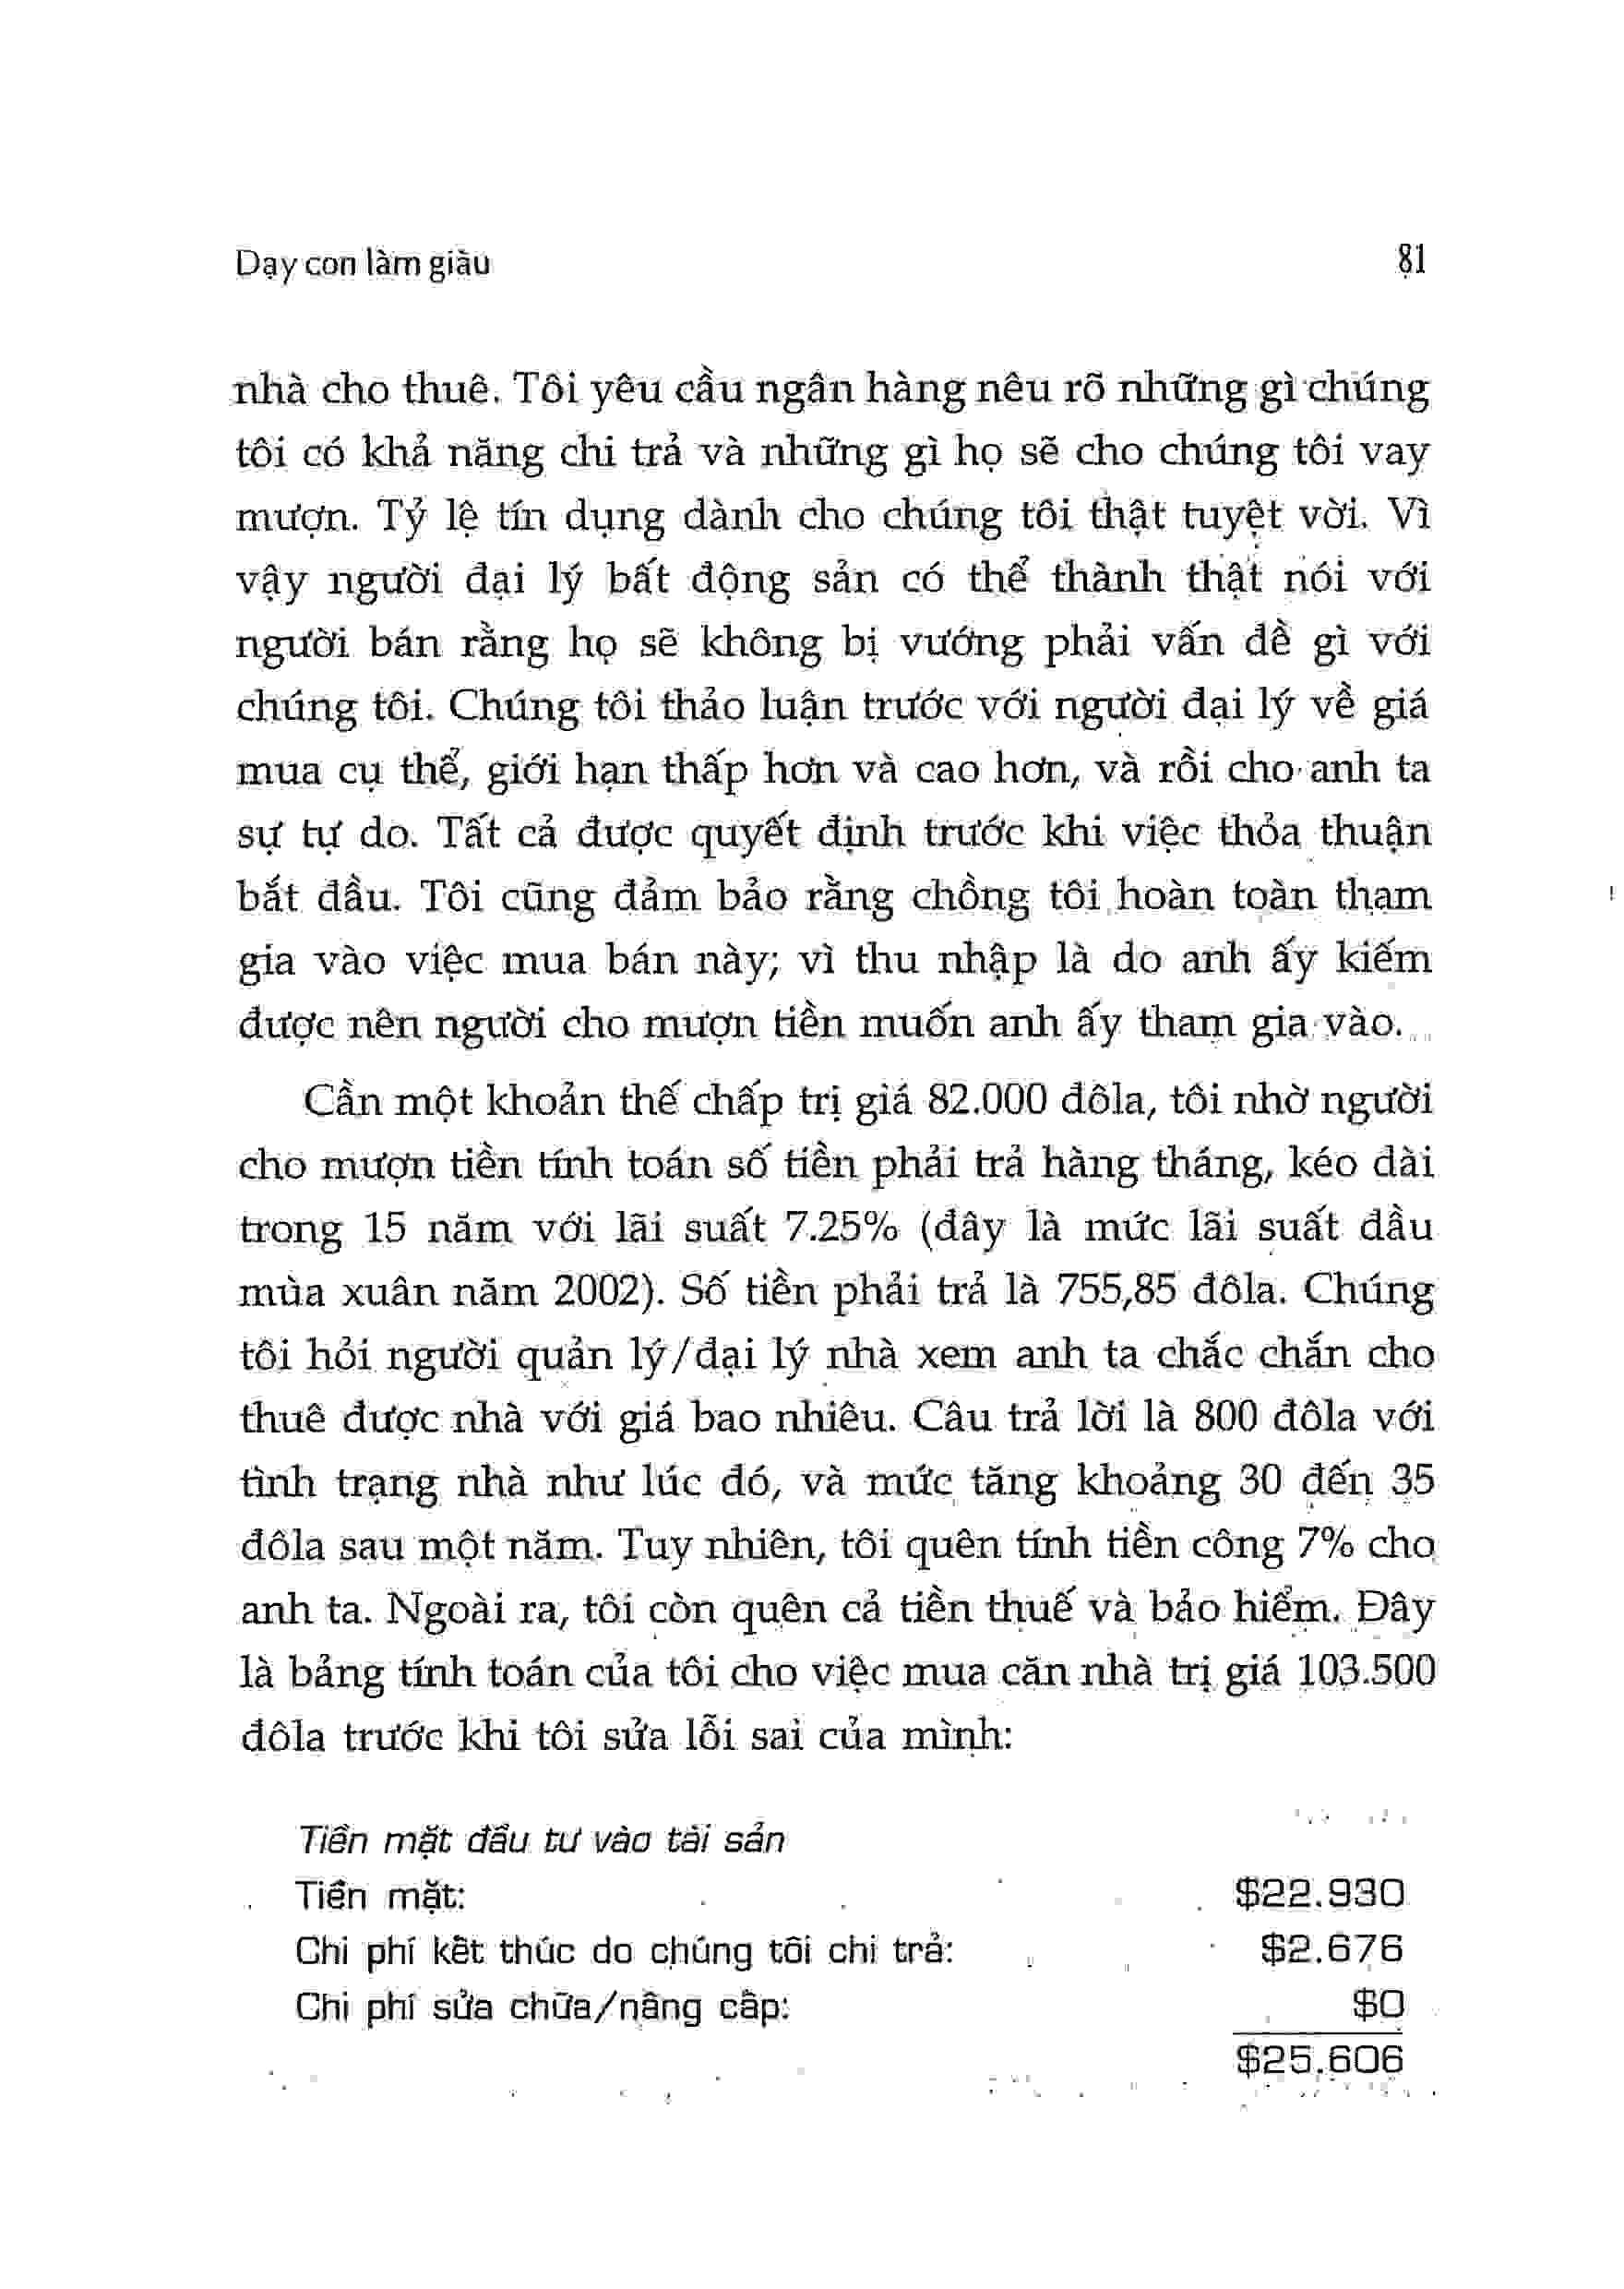 Dạy con làm giàu 81
nhà cho thuê. Tôi yêu cầu ngân hàng nêu rõ những gì chúng
tôi có khả năng chi trả và những gì họ sẽ cho chúng tôi vay
mượn. Tỷ lệ tín dụng dành cho chúng tôi thật tuyệt vời. Vì
vậy người đại lý bất động sản có thể thành thật nói với
người bán rằng họ sẽ không bị vướng phải vấn đề gì với
chúng tôi. Chúng tôi thảo luận trước với người đại lý về giá
mua cụ thể, giới hạn thấp hơn và cao hơn, và rồi cho anh ta
sự tự do. Tất cả được quyết định trước khi việc thỏa thuận
bắt đầu. Tôi cũng đảm bảo rằng chồng tôi hoàn toàn tham
gia vào việc mua bán này; vì thu nhập là do anh ấy kiếm
được nên người cho mượn tiền muốn anh ấy tham gia vào.
Cần một khoản thế chấp trị giá 82.000 đôla, tôi nhờ người
cho mượn tiền tính toán số tiền phải trả hàng tháng, kéo dài
trong 15 năm với lãi suất 7.25% (đây là mức lãi suất đầu
mùa xuân năm 2002). Số tiền phải trả là 755,85 đôla. Chúng
tôi hỏi người quản lý/đại lý nhà xem anh ta chắc chắn cho
thuê được nhà với giá bao nhiêu. Câu trả lời là 800 đôla với
tình trạng nhà như lúc đó, và mức tăng khoảng 30 đến 35
đôla sau một năm. Tuy nhiên, tôi quên tính tiền công 7% cho
anh ta. Ngoài ra, tôi còn quên cả tiền thuế và bảo hiểm. Đây
là bảng tính toán của tôi cho việc mua căn nhà trị giá 103.500
đôla trước khi tôi sửa lỗi sai của mình:
Tiền mặt đầu tư vào tài sản
Tiền mặt: $22.930
Chi phí kết thúc do chúng tôi chi trả: $2.676
Chi phí sửa chữa/nâng cấp: $0
$25.606